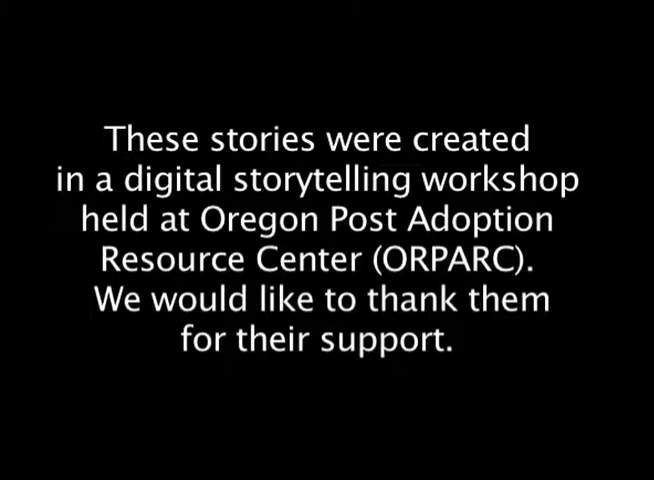 These stories were created
in a digital storytelling workshop
held at Oregon Post Adoption
Resource Center (ORPARC).
We would like to thank them
for their support.